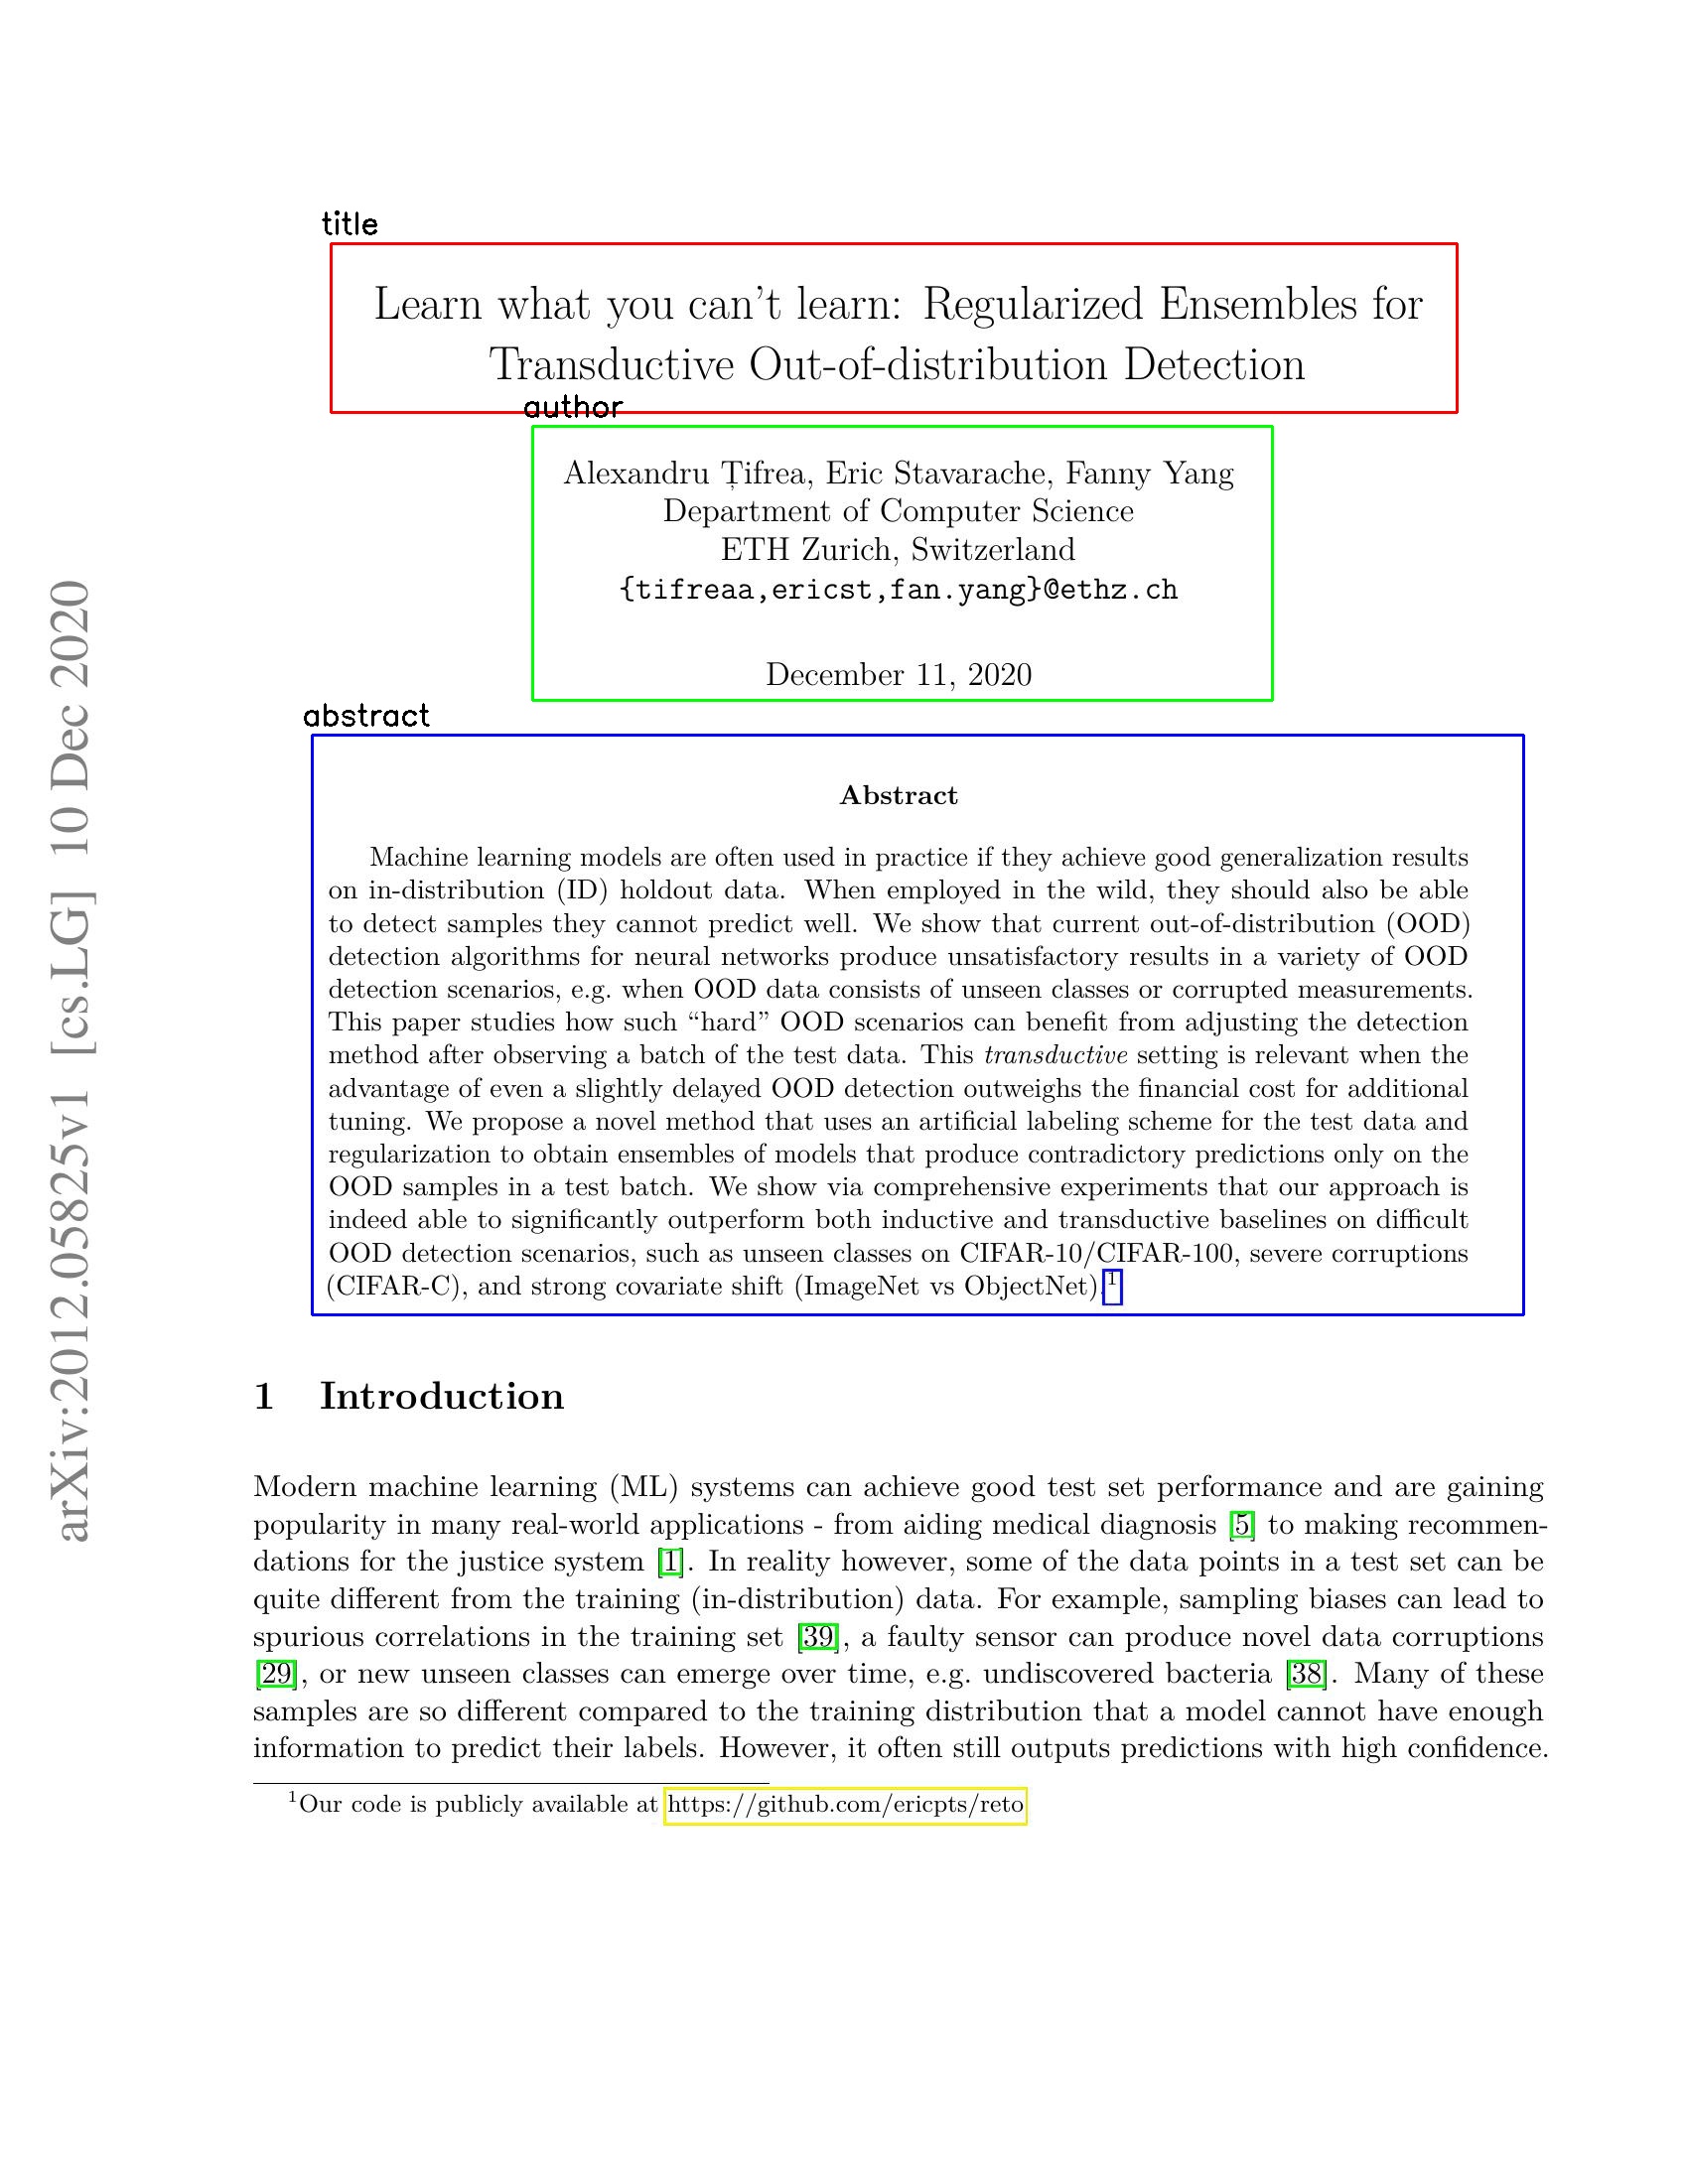 title
Learn what you can't learn: Regularized Ensembles for
Transductive Out-of-distribution Detection
author
Alexandru Țifrea, Eric Stavarache, Fanny Yang
Department of Computer Science
ETH Zurich, Switzerland
{tifreaa,ericst,fan.yang}@ethz.ch
December 11, 2020
abstract
Abstract
Machine learning models are often used in practice if they achieve good generalization results
on in-distribution (ID) holdout data. When employed in the wild, they should also be able
to detect samples they cannot predict well. We show that current out-of-distribution (OOD)
detection algorithms for neural networks produce unsatisfactory results in a variety of OOD
detection scenarios, e.g. when OOD data consists of unseen classes or corrupted measurements.
This paper studies how such “hard” OOD scenarios can benefit from adjusting the detection
method after observing a batch of the test data. This transductive setting is relevant when the
advantage of even a slightly delayed OOD detection outweighs the financial cost for additional
tuning. We propose a novel method that uses an artificial labeling scheme for the test data and
regularization to obtain ensembles of models that produce contradictory predictions only on the
OOD samples in a test batch. We show via comprehensive experiments that our approach is
indeed able to significantly outperform both inductive and transductive baselines on difficult
OOD detection scenarios, such as unseen classes on CIFAR-10/CIFAR-100, severe corruptions
(CIFAR-C), and strong covariate shift (ImageNet vs ObjectNet).¹
1 Introduction
Modern machine learning (ML) systems can achieve good test set performance and are gaining
popularity in many real-world applications - from aiding medical diagnosis [5] to making recommen-
dations for the justice system [1]. In reality however, some of the data points in a test set can be
quite different from the training (in-distribution) data. For example, sampling biases can lead to
spurious correlations in the training set [39], a faulty sensor can produce novel data corruptions
[29], or new unseen classes can emerge over time, e.g. undiscovered bacteria [38]. Many of these
samples are so different compared to the training distribution that a model cannot have enough
information to predict their labels. However, it often still outputs predictions with high confidence.
¹Our code is publicly available at https://github.com/ericpts/reto
arXiv:2012.05825v1 [cs.LG] 10 Dec 2020